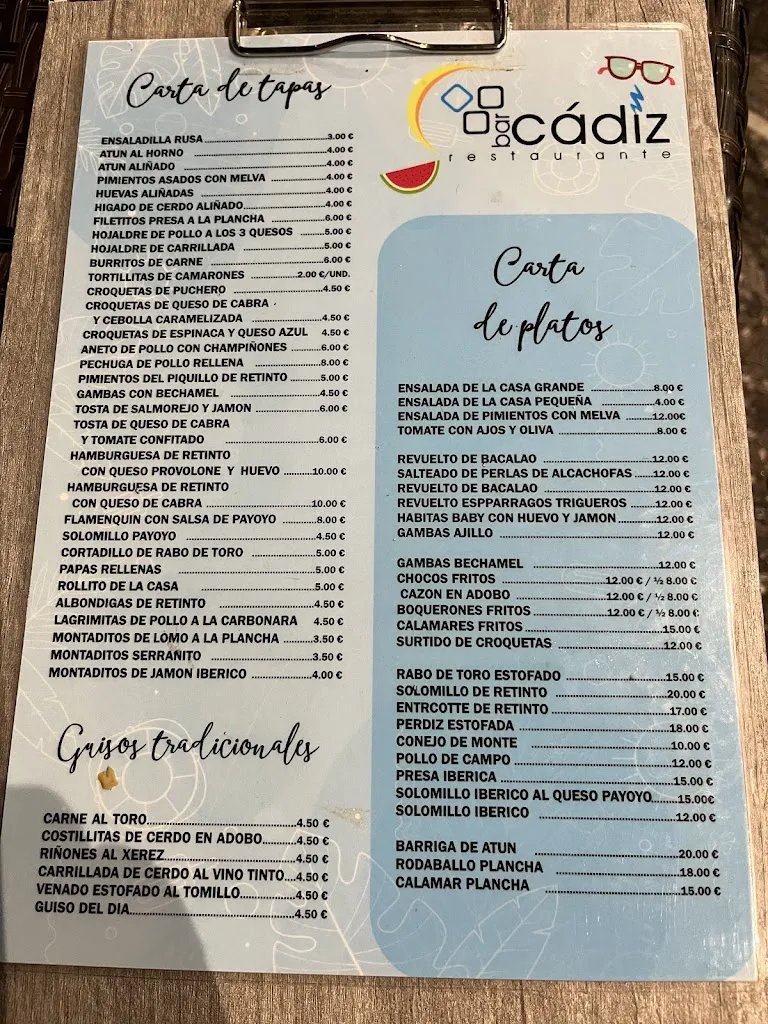 Carta de tapas
ENSALADILLA RUSA ...3.00 €
ATUN AL HORNO ...4.00 €
ATUN ALIÑADO ...4.00 €
PIMIENTOS ASADOS CON MELVA ...4.00 €
HUEVAS ALIÑADAS ...4.00 €
HIGADO DE CERDO ALIÑADO...4.00 €
FILETITOS PRESA A LA PLANCHA ...6.00 €
HOJALDRE DE POLLO A LOS 3 QUESOS ...5.00 €
HOJALDRE DE CARRILLADA ...5.00 €
BURRITOS DE CARNE ...6.00 €
TORTILLITAS DE CAMARONES ...2.00 €/UND.
CROQUETAS DE PUCHERO ...4.50 €
CROQUETAS DE QUESO DE CABRA
Y CEBOLLA CARAMELIZADA ...4.50 €
CROQUETAS DE ESPINACA Y QUESO AZUL 4.50 €
ANETO DE POLLO CON CHAMPIÑONES ...6.00 €
PECHUGA DE POLLO RELLENA ...8.00 €
PIMIENTOS DEL PIQUILLO DE RETINTO ...5.00 €
GAMBAS CON BECHAMEL ...4.50 €
TOSTA DE SALMOREJO Y JAMON ...6.00 €
TOSTA DE QUESO DE CABRA
Y TOMATE CONFITADO ...6.00 €
HAMBURGUESA DE RETINTO
CON QUESO PROVOLONE Y HUEVO ...10.00 €
HAMBURGUESA DE RETINTO
CON QUESO DE CABRA ...10.00 €
FLAMENQUIN CON SALSA DE PAYOYO ...8.00 €
SOLOMILLO PAYOYO ...4.50 €
CORTADILLO DE RABO DE TORO ...5.00 €
PAPAS RELLENAS ...5.00 €
ROLLITO DE LA CASA ...5.00 €
ALBONDIGAS DE RETINTO ...4.50 €
LAGRIMITAS DE POLLO A LA CARBONARA 4.50 €
MONTADITOS DE LOMO A LA PLANCHA ...3.50 €
MONTADITOS SERRANITO ...3.50 €
MONTADITOS DE JAMON IBERICO ...4.00 €
Guisos tradicionales
CARNE AL TORO...4.50 €
COSTILLITAS DE CERDO EN ADOBO...4.50 €
RIÑONES AL XEREZ...4.50 €
CARRILLADA DE CERDO AL VINO TINTO...4.50 €
VENADO ESTOFADO AL TOMILLO...4.50 €
GUISO DEL DIA...4.50 €
bar cádiz
restaurante
Carta
de platos
ENSALADA DE LA CASA GRANDE ...8.00 €
ENSALADA DE LA CASA PEQUEÑA ...4.00 €
ENSALADA DE PIMIENTOS CON MELVA ...12.00€
TOMATE CON AJOS Y OLIVA ...8.00 €
REVUELTO DE BACALAO ...12.00 €
SALTEADO DE PERLAS DE ALCACHOFAS ...12.00 €
REVUELTO DE BACALAO ...12.00 €
REVUELTO ESPPARRAGOS TRIGUEROS ...12.00 €
HABITAS BABY CON HUEVO Y JAMON ...12.00 €
GAMBAS AJILLO ...12.00 €
GAMBAS BECHAMEL ...12.00 €
CHOCOS FRITOS ...12.00 € / ½ 8.00 €
CAZON EN ADOBO ...12.00 € / ½ 8.00 €
BOQUERONES FRITOS ...12.00 € / ½ 8.00 €
CALAMARES FRITOS...15.00 €
SURTIDO DE CROQUETAS ...12.00 €
RABO DE TORO ESTOFADO ...15.00 €
SOLOMILLO DE RETINTO ...20.00 €
ENTRCOTTE DE RETINTO ...17.00 €
PERDIZ ESTOFADA ...18.00 €
CONEJO DE MONTE ...10.00 €
POLLO DE CAMPO ...12.00 €
PRESA IBERICA ...15.00 €
SOLOMILLO IBERICO AL QUESO PAYOYO...15.00€
SOLOMILLO IBERICO ...12.00 €
BARRIGA DE ATUN ...20.00 €
RODABALLO PLANCHA ...18.00 €
CALAMAR PLANCHA ...15.00 €